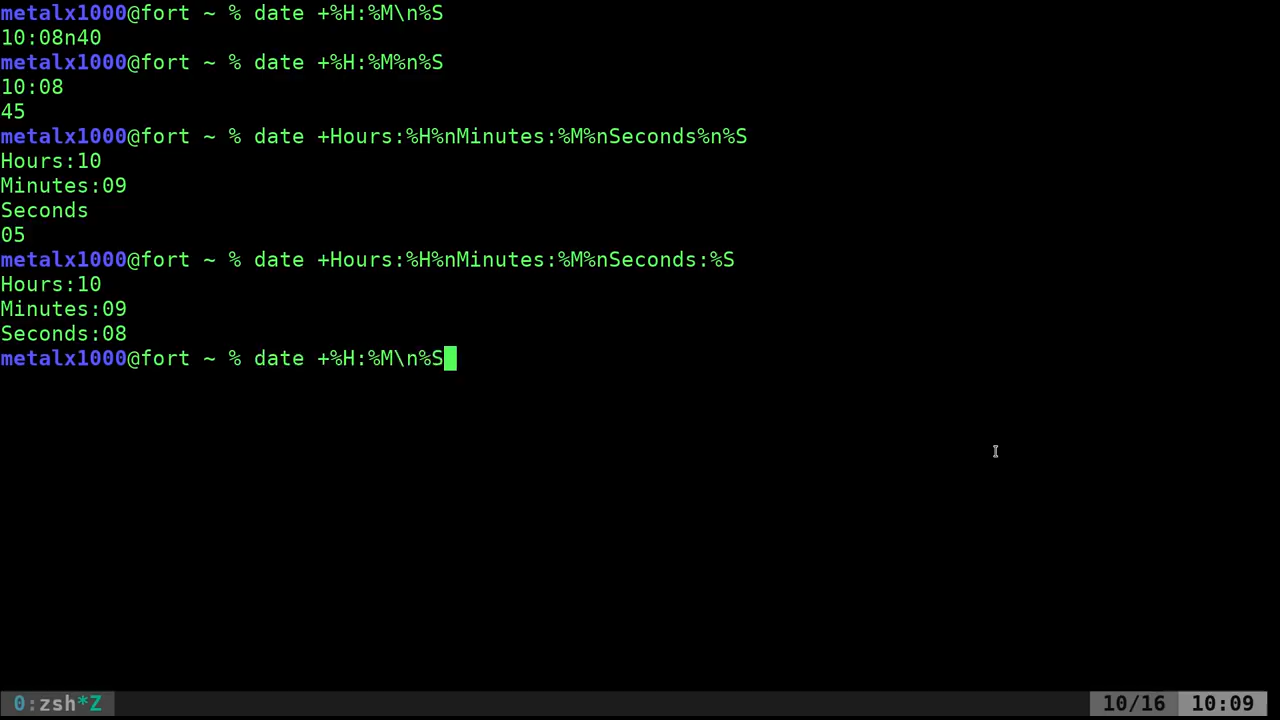 metalx1000@fort ~ % date +%H:%M\n%S
10:08n40
metalx1000@fort ~ % date +%H:%M%n%S
10:08
45
metalx1000@fort ~ % date +Hours:%H%nMinutes:%M%nSeconds%n%S
Hours:10
Minutes:09
Seconds
05
metalx1000@fort ~ % date +Hours:%H%nMinutes:%M%nSeconds:%S
Hours:10
Minutes:09
Seconds:08
metalx1000@fort ~ % date +%H:%M\n%S
0:zsh*Z 10/16 10:09